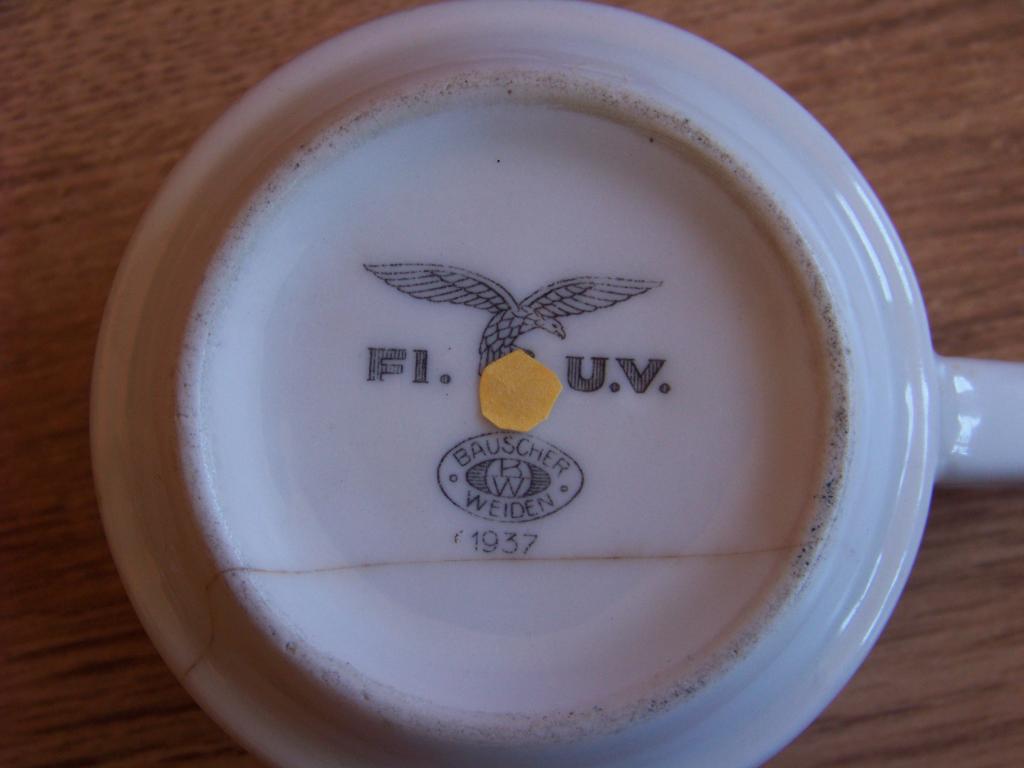 Fl. U.V.
BAUSCHER
BW
WEIDEN
1937